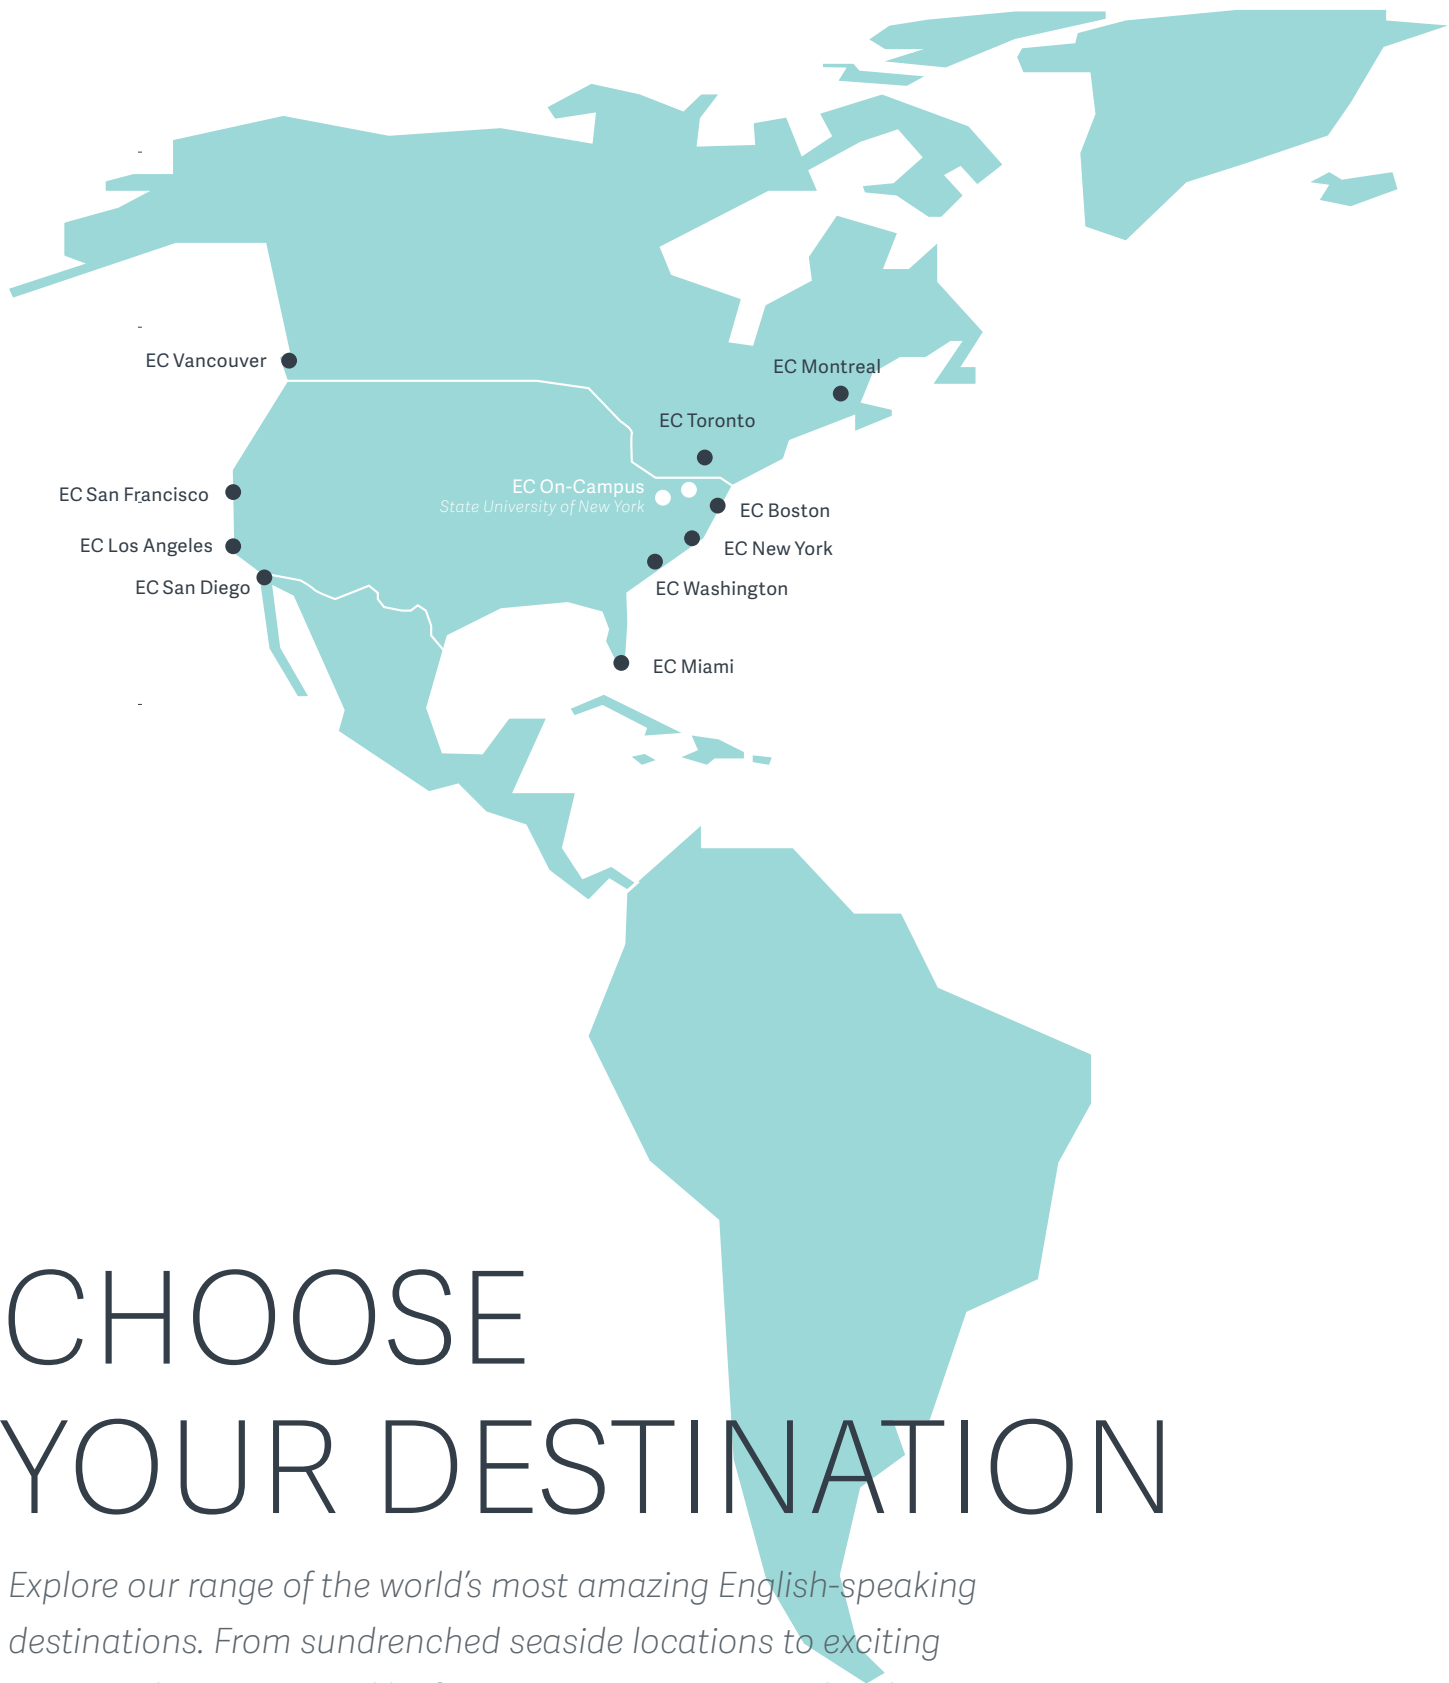 EC Vancouver
EC Montreal
EC Toronto
EC San Francisco
EC On-Campus
State University of New York
EC Boston
EC Los Angeles
EC New York
EC San Diego
EC Washington
EC Miami
CHOOSE
YOUR DESTINATION
Explore our range of the world's most amazing English-speaking
destinations. From sundrenched seaside locations to exciting